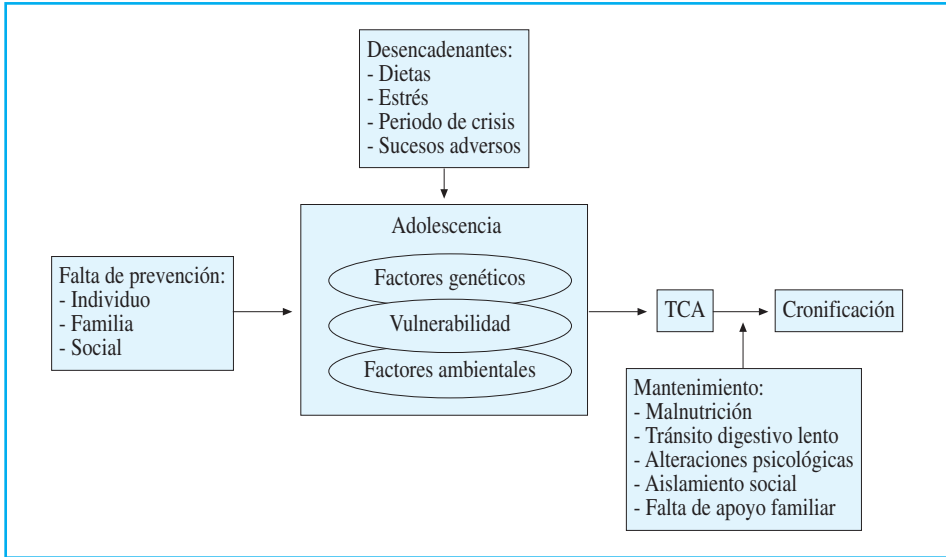 Desencadenantes:
- Dietas
- Estrés
- Periodo de crisis
- Sucesos adversos
Falta de prevención:
- Individuo
- Familia
- Social
Adolescencia
Factores genéticos
Vulnerabilidad
Factores ambientales
TCA
Cronificación
Mantenimiento:
- Malnutrición
- Tránsito digestivo lento
- Alteraciones psicológicas
- Aislamiento social
- Falta de apoyo familiar